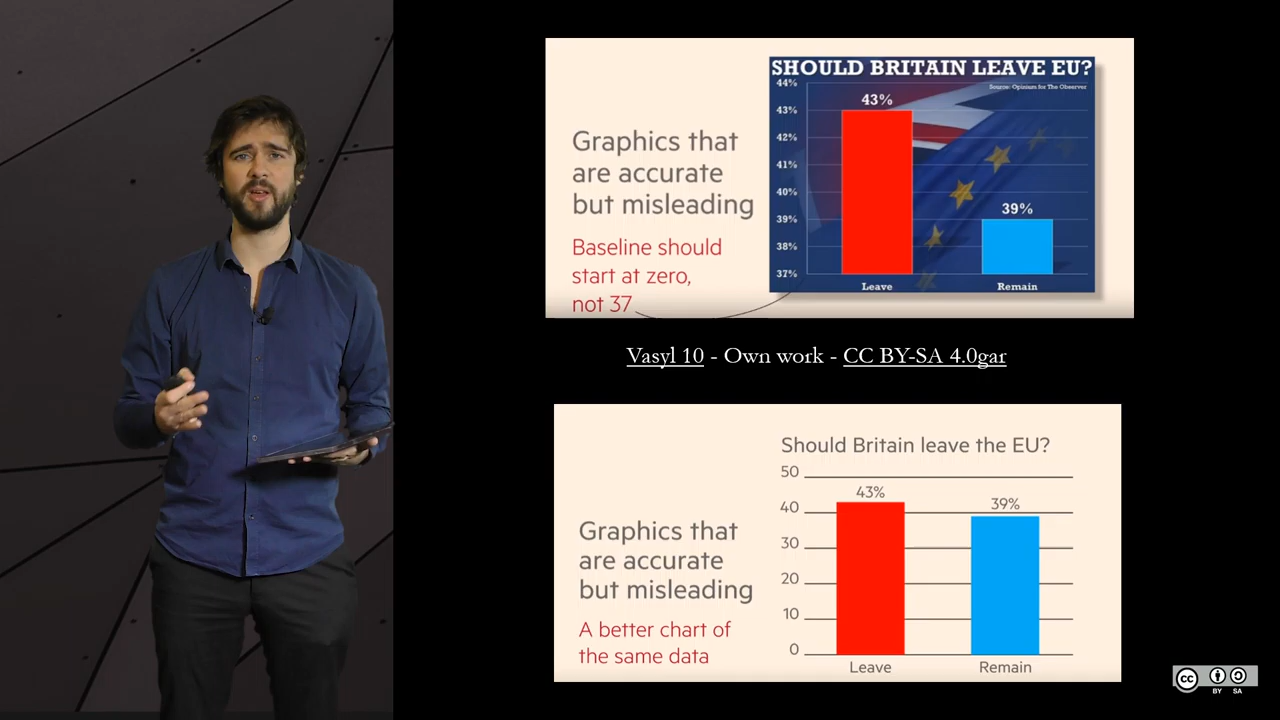 SHOULD BRITAIN LEAVE EU?
Source: Opinium for The Observer
44%
43%
42%
41%
40%
39%
38%
37%
43%
39%
Leave
Remain
Graphics that
are accurate
but misleading
Baseline should
start at zero,
not 37
Vasyl 10 - Own work - CC BY-SA 4.0gar
Should Britain leave the EU?
50
40
30
20
10
0
43%
39%
Leave
Remain
Graphics that
are accurate
but misleading
A better chart of
the same data
cc
BY SA